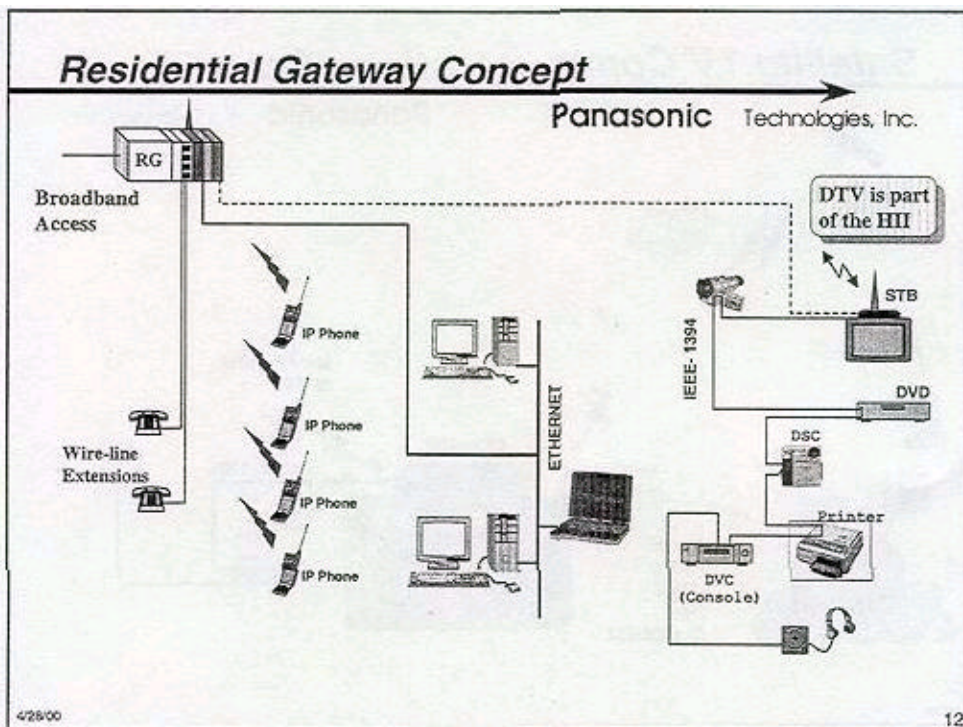 Residential Gateway Concept
Panasonic Technologies, Inc.
RG
Broadband
Access
DTV is part
of the HII
STB
IP Phone
IEEE- 1394
ETHERNET
DVD
IP Phone
DSC
Wire-line
Extensions
IP Phone
Printer
DVC
(Console)
IP Phone
4/28/00
12